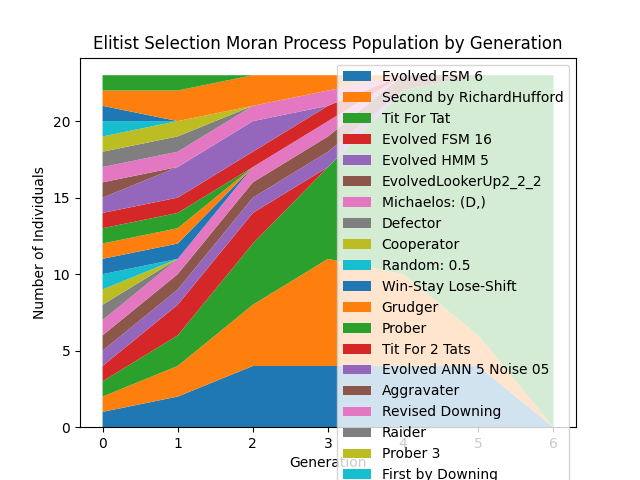 Elitist Selection Moran Process Population by Generation
Number of Individuals
20
15
10
5
0
0 1 2 3 4 5 6
Generation
Evolved FSM 6
Second by RichardHufford
Tit For Tat
Evolved FSM 16
Evolved HMM 5
EvolvedLookerUp2_2_2
Michaelos: (D,)
Defector
Cooperator
Random: 0.5
Win-Stay Lose-Shift
Grudger
Prober
Tit For 2 Tats
Evolved ANN 5 Noise 05
Aggravater
Revised Downing
Raider
Prober 3
First by Downing